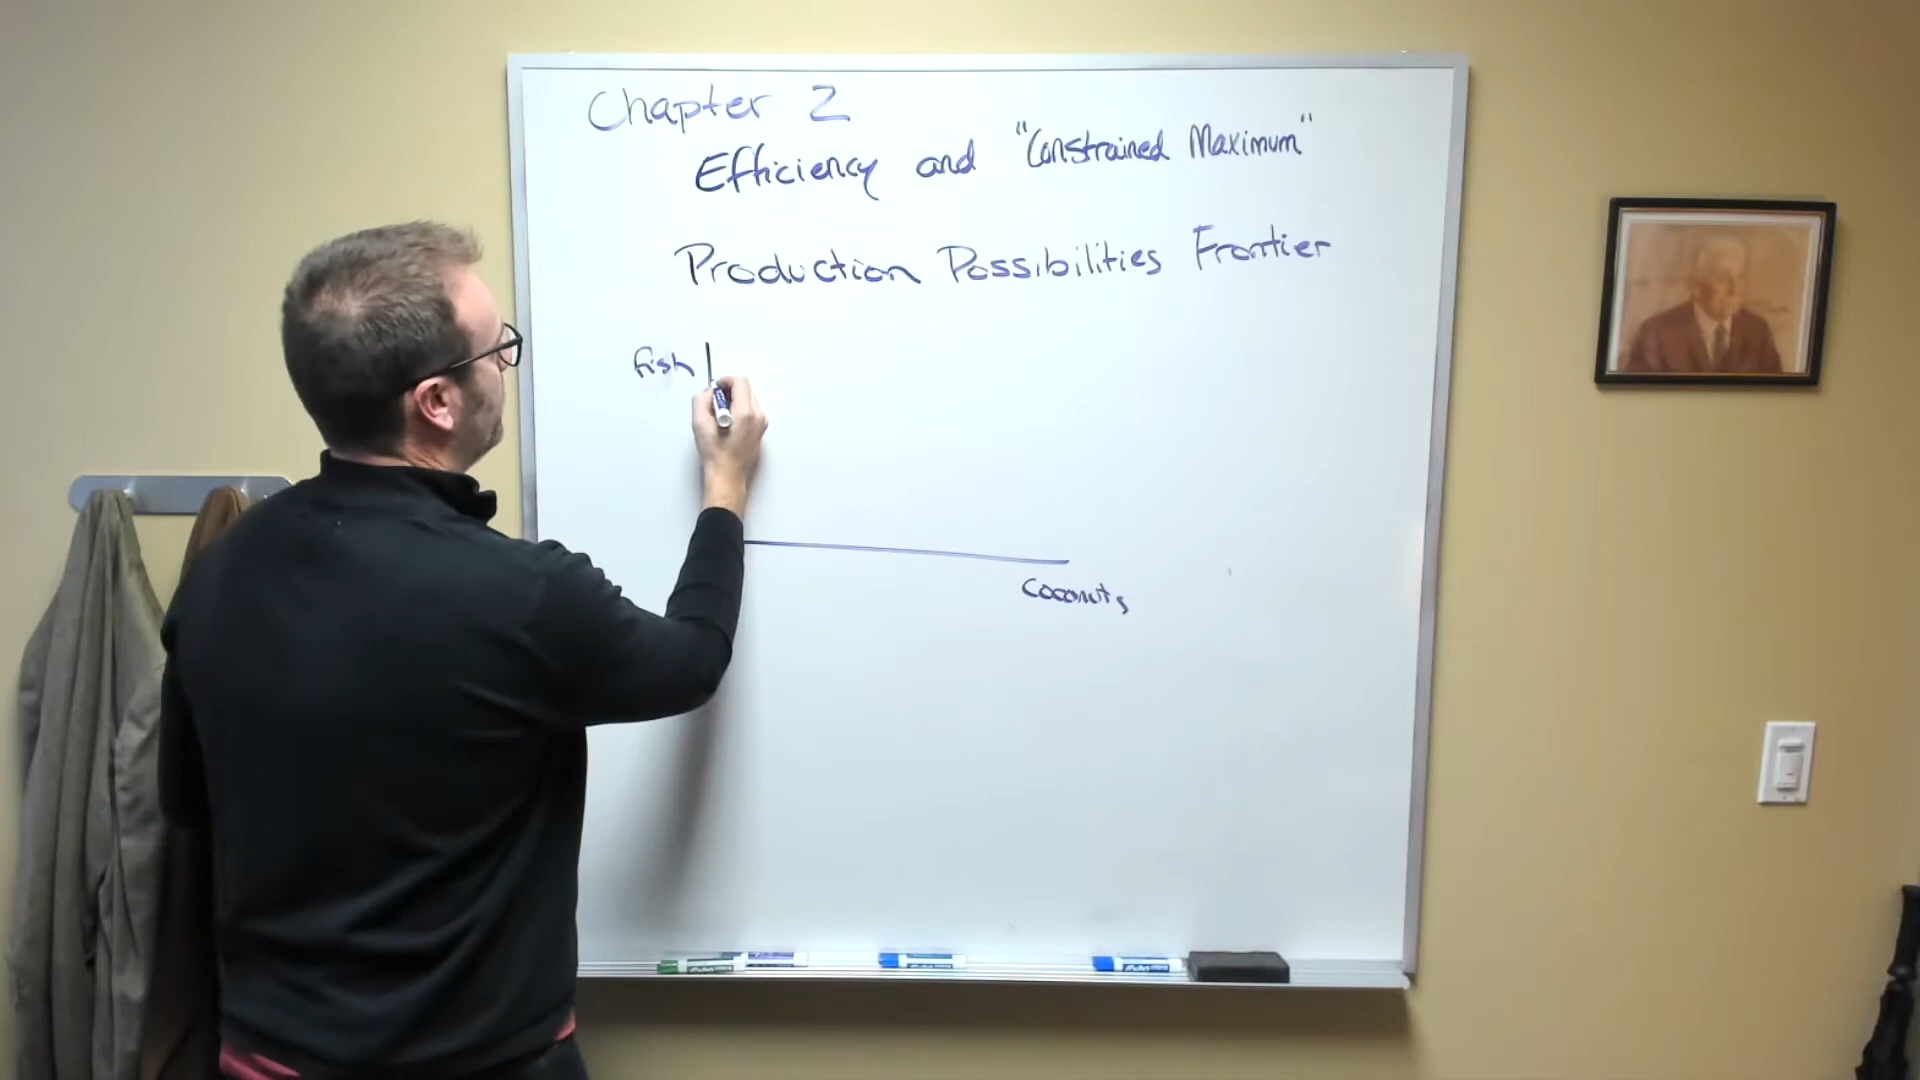 Chapter 2
Efficiency and "Constrained Maximum"
Production Possibilities Frontier
fish
Coconuts